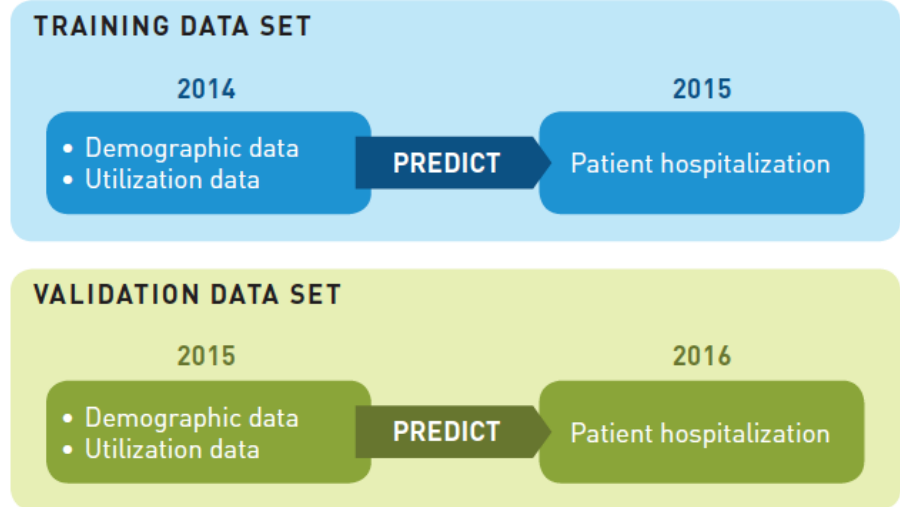 TRAINING DATA SET
2014
2015
• Demographic data
• Utilization data
PREDICT
Patient hospitalization
VALIDATION DATA SET
2015
2016
• Demographic data
• Utilization data
PREDICT
Patient hospitalization